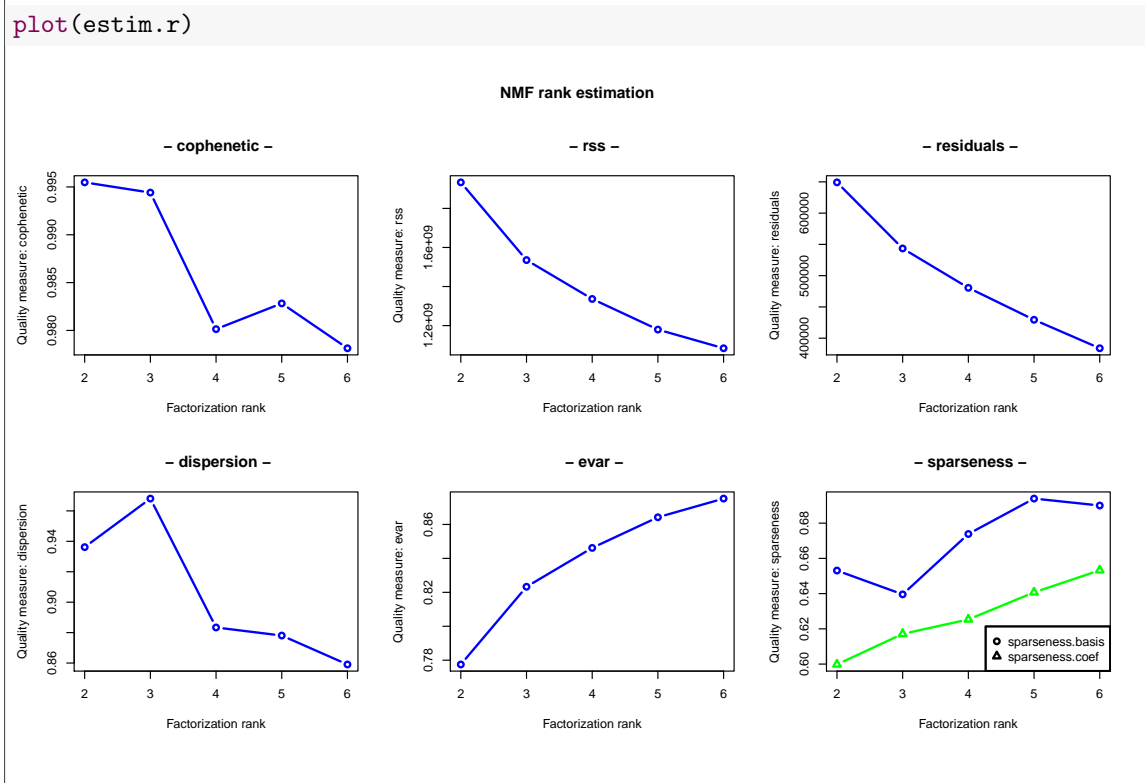 plot(estim.r)
NMF rank estimation
– cophenetic –
Quality measure: cophenetic
0.995
0.990
0.985
0.980
2 3 4 5 6
Factorization rank
– rss –
Quality measure: rss
1.6e+09
1.2e+09
2 3 4 5 6
Factorization rank
– residuals –
Quality measure: residuals
600000
500000
400000
2 3 4 5 6
Factorization rank
– dispersion –
Quality measure: dispersion
0.94
0.90
0.86
2 3 4 5 6
Factorization rank
– evar –
Quality measure: evar
0.86
0.82
0.78
2 3 4 5 6
Factorization rank
– sparseness –
Quality measure: sparseness
0.68
0.66
0.64
0.62
0.60
sparseness.basis
sparseness.coef
2 3 4 5 6
Factorization rank